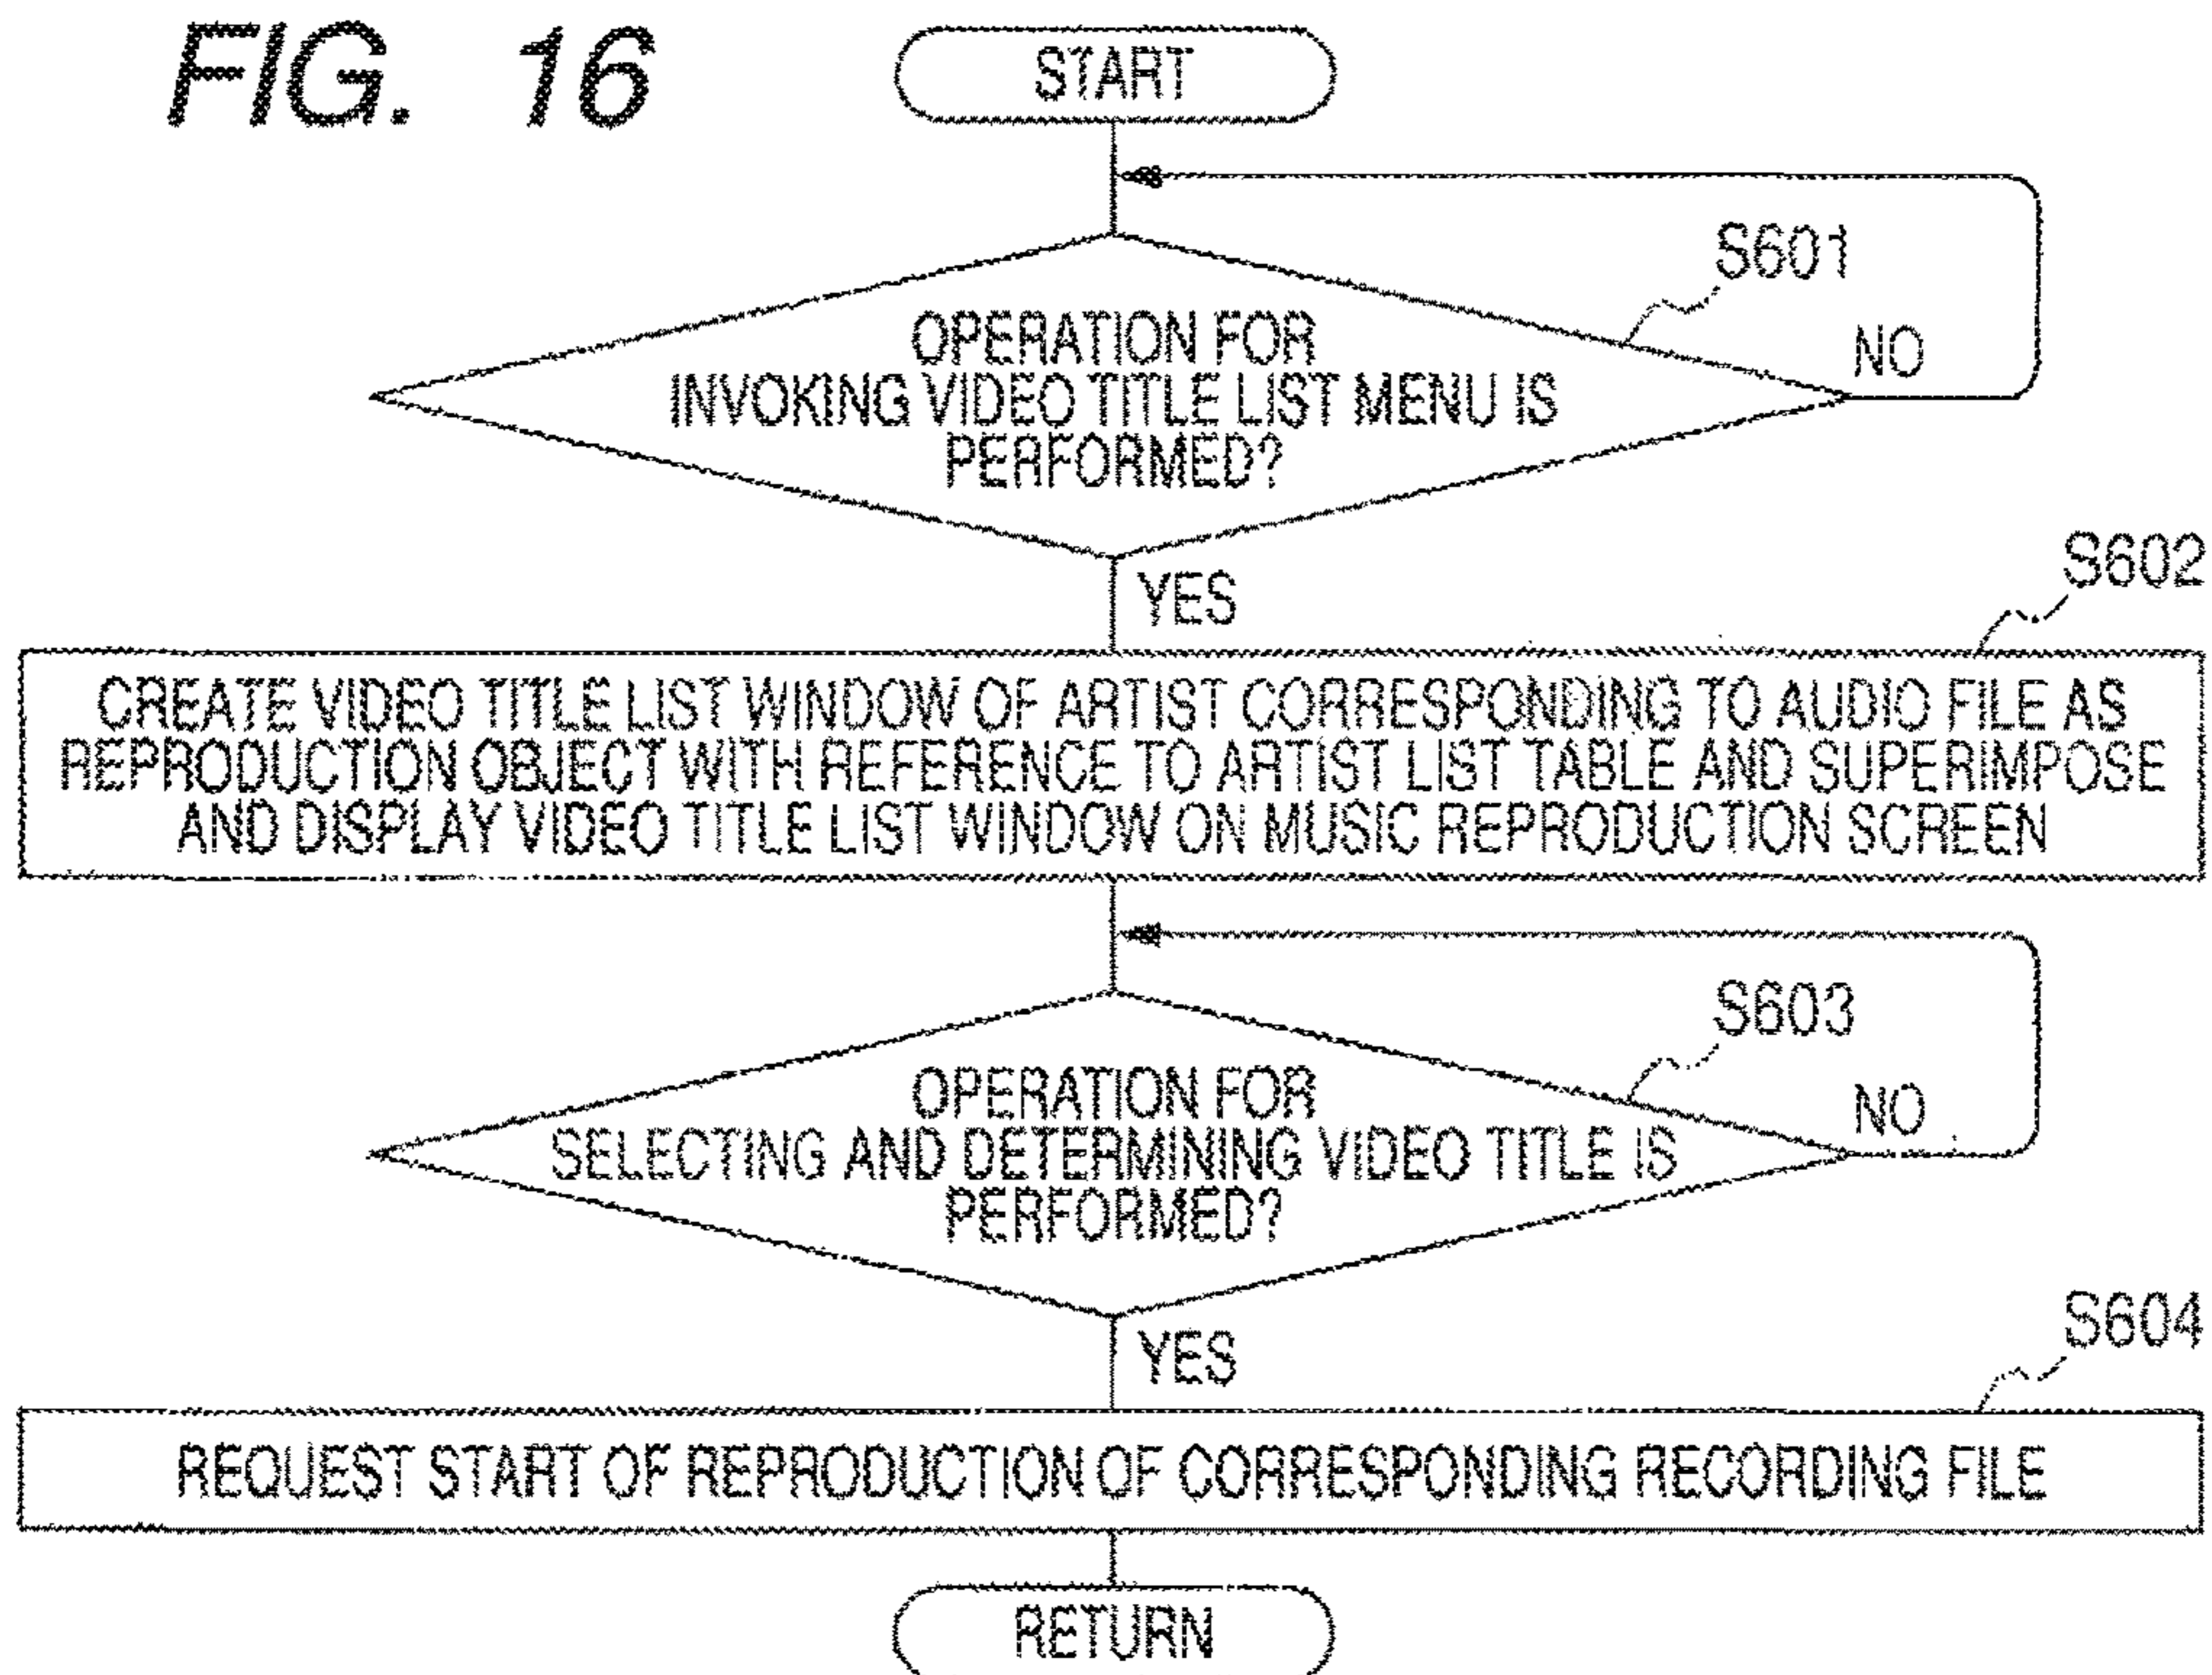 FIG. 16
START
S601
OPERATION FOR
INVOKING VIDEO TITLE LIST MENU IS
PERFORMED?
NO
YES
S602
CREATE VIDEO TITLE LIST WINDOW OF ARTIST CORRESPONDING TO AUDIO FILE AS
REPRODUCTION OBJECT WITH REFERENCE TO ARTIST LIST TABLE AND SUPERIMPOSE
AND DISPLAY VIDEO TITLE LIST WINDOW ON MUSIC REPRODUCTION SCREEN
S603
OPERATION FOR
SELECTING AND DETERMINING VIDEO TITLE IS
PERFORMED?
NO
YES
S604
REQUEST START OF REPRODUCTION OF CORRESPONDING RECORDING FILE
RETURN